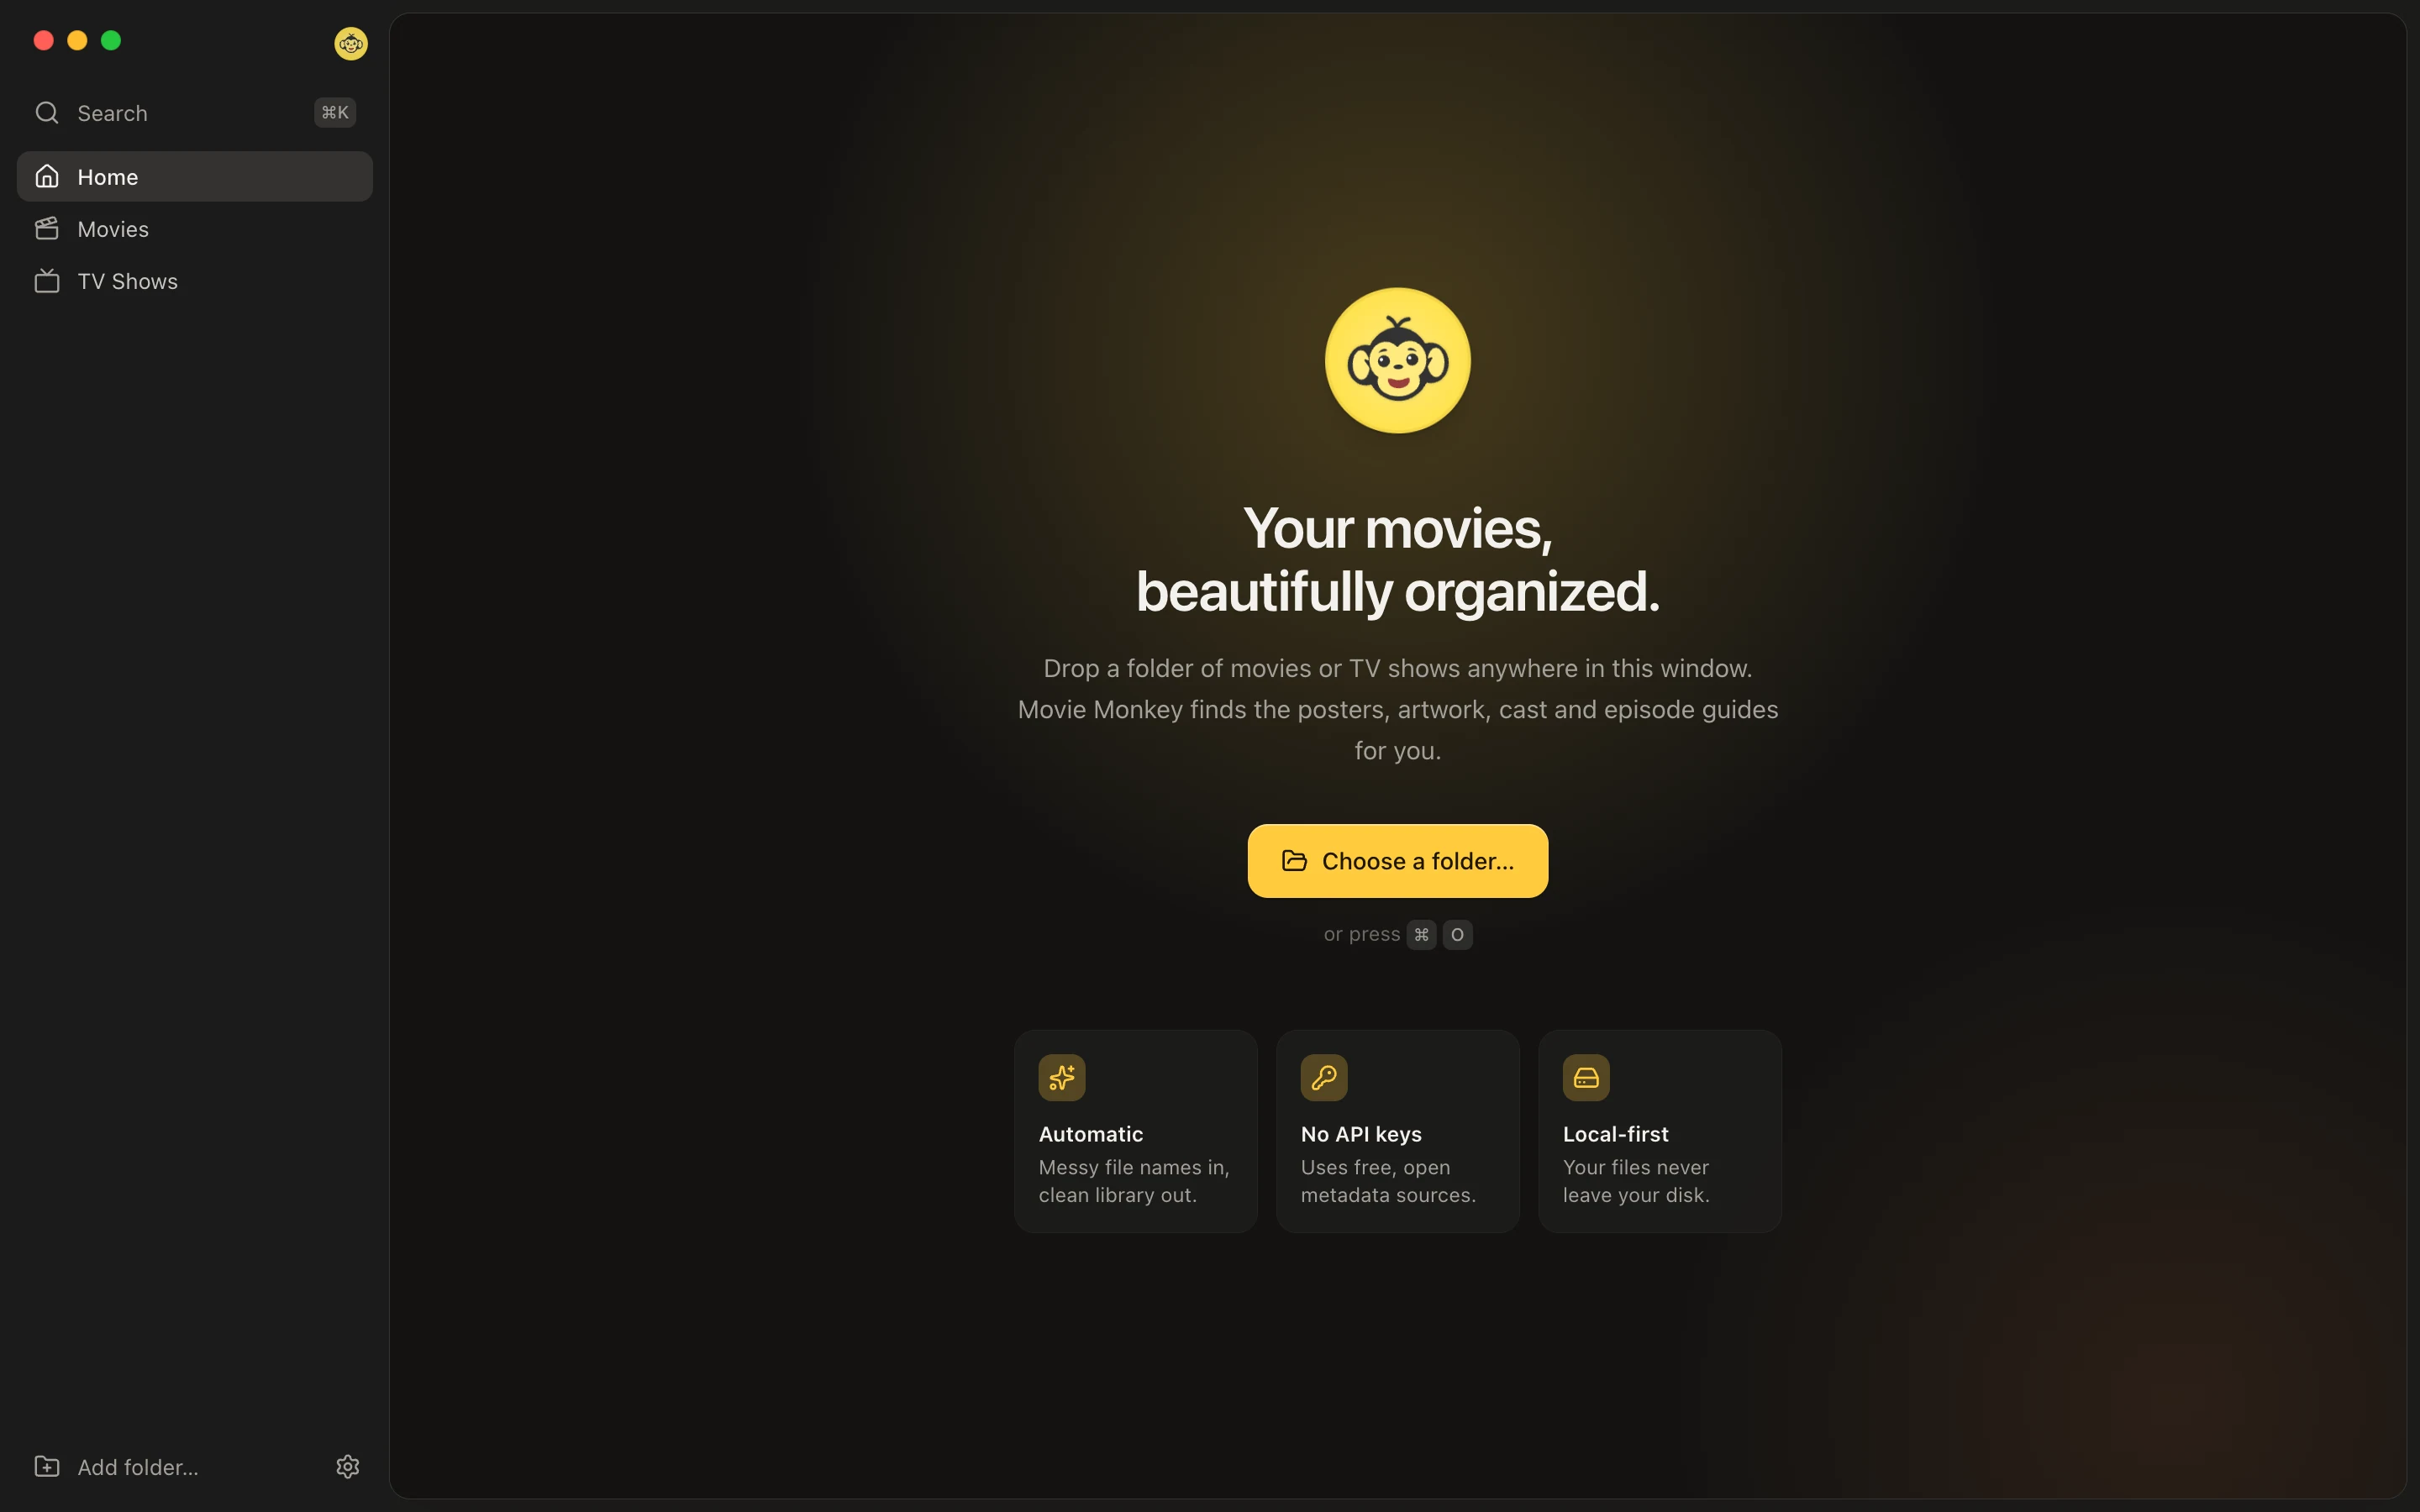 Search ⌘K
Home
Movies
TV Shows
Your movies,
beautifully organized.
Drop a folder of movies or TV shows anywhere in this window.
Movie Monkey finds the posters, artwork, cast and episode guides
for you.
Choose a folder...
or press ⌘ O
Automatic
Messy file names in,
clean library out.
No API keys
Uses free, open
metadata sources.
Local-first
Your files never
leave your disk.
Add folder...